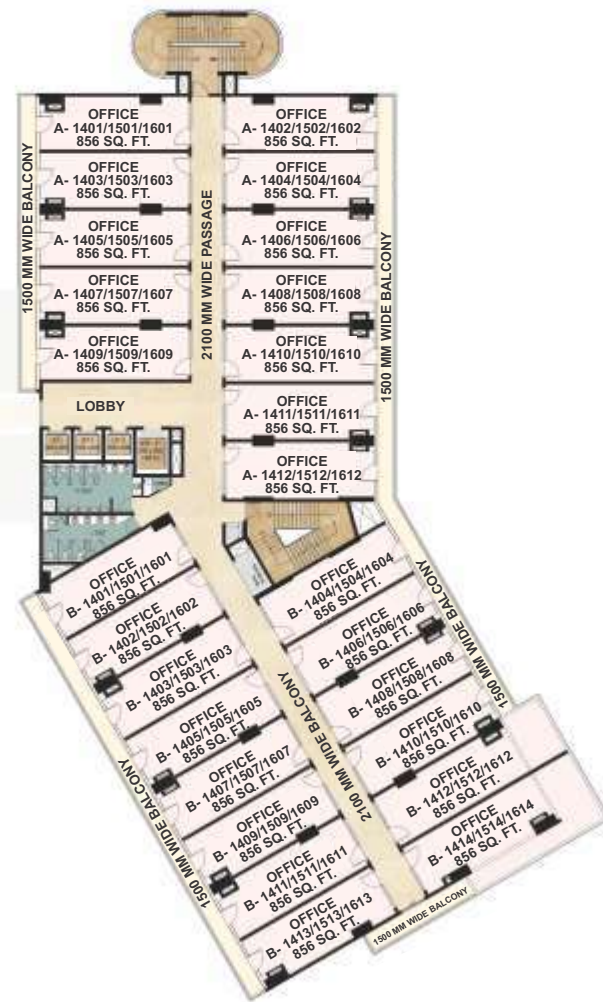 OFFICE
A- 1401/1501/1601
856 SQ. FT.
OFFICE
A- 1402/1502/1602
856 SQ. FT.
OFFICE
A- 1403/1503/1603
856 SQ. FT.
OFFICE
A- 1404/1504/1604
856 SQ. FT.
OFFICE
A- 1405/1505/1605
856 SQ. FT.
OFFICE
A- 1406/1506/1606
856 SQ. FT.
OFFICE
A- 1407/1507/1607
856 SQ. FT.
OFFICE
A- 1408/1508/1608
856 SQ. FT.
OFFICE
A- 1409/1509/1609
856 SQ. FT.
OFFICE
A- 1410/1510/1610
856 SQ. FT.
OFFICE
A- 1411/1511/1611
856 SQ. FT.
OFFICE
A- 1412/1512/1612
856 SQ. FT.
1500 MM WIDE BALCONY
2100 MM WIDE PASSAGE
1500 MM WIDE BALCONY
LOBBY
OFFICE
B- 1401/1501/1601
856 SQ. FT.
OFFICE
B- 1402/1502/1602
856 SQ. FT.
OFFICE
B- 1403/1503/1603
856 SQ. FT.
OFFICE
B- 1405/1505/1605
856 SQ. FT.
OFFICE
B- 1407/1507/1607
856 SQ. FT.
OFFICE
B- 1409/1509/1609
856 SQ. FT.
OFFICE
B- 1411/1511/1611
856 SQ. FT.
OFFICE
B- 1413/1513/1613
856 SQ. FT.
OFFICE
B- 1404/1504/1604
856 SQ. FT.
OFFICE
B- 1406/1506/1606
856 SQ. FT.
OFFICE
B- 1408/1508/1608
856 SQ. FT.
OFFICE
B- 1410/1510/1610
856 SQ. FT.
OFFICE
B- 1412/1512/1612
856 SQ. FT.
OFFICE
B- 1414/1514/1614
856 SQ. FT.
1500 MM WIDE BALCONY
2100 MM WIDE BALCONY
1500 MM WIDE BALCONY
1500 MM WIDE BALCONY